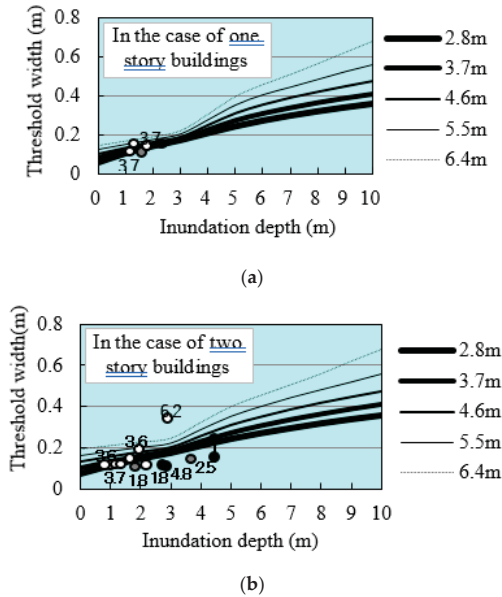 0.8
0.6
0.4
0.2
0
Threshold width (m)
In the case of one
story buildings
3.7
3.7
0 1 2 3 4 5 6 7 8 9 10
Inundation depth (m)
2.8m
3.7m
4.6m
5.5m
6.4m
(a)
0.8
0.6
0.4
0.2
0
Threshold width(m)
In the case of two
story buildings
6.2
3.6
3.6
3.7
1.8
1.8
4.8
2.5
0 1 2 3 4 5 6 7 8 9 10
Inundation depth (m)
2.8m
3.7m
4.6m
5.5m
6.4m
(b)